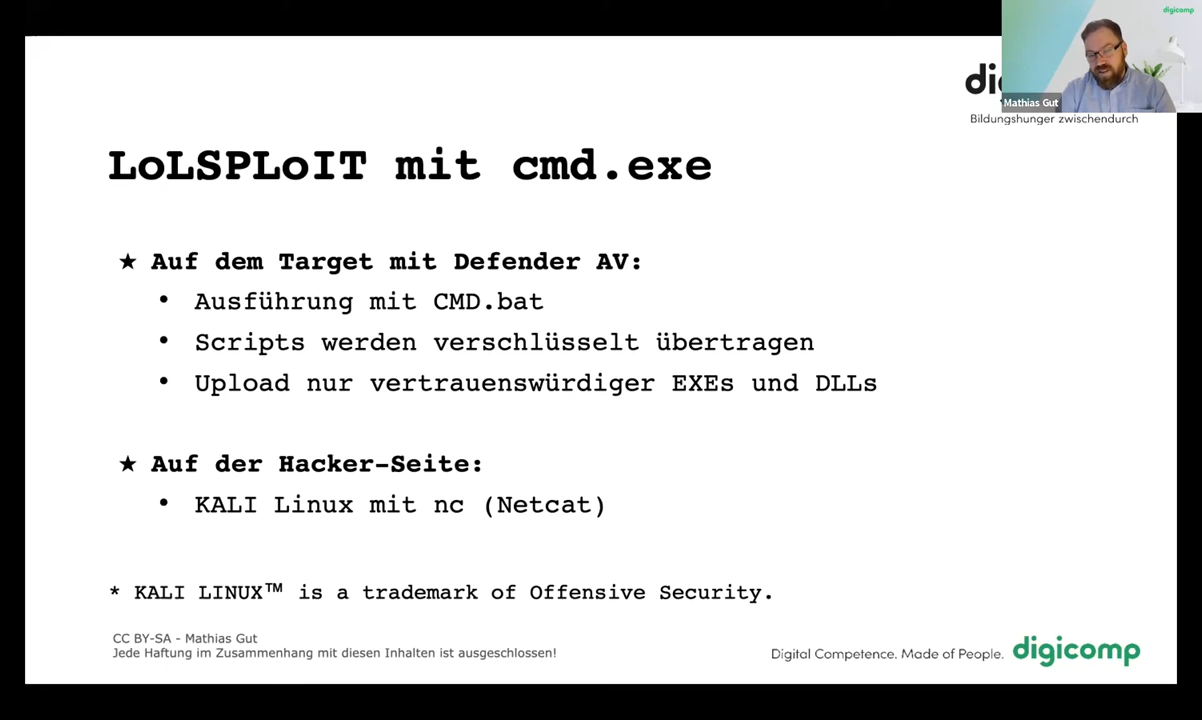 digicomp
di
Mathias Gut
Bildungshunger zwischendurch
LoLSPLoIT mit cmd.exe
★ Auf dem Target mit Defender AV:
• Ausführung mit CMD.bat
• Scripts werden verschlüsselt übertragen
• Upload nur vertrauenswürdiger EXEs und DLLs
★ Auf der Hacker-Seite:
• KALI Linux mit nc (Netcat)
* KALI LINUX™ is a trademark of Offensive Security.
CC BY-SA - Mathias Gut
Jede Haftung im Zusammenhang mit diesen Inhalten ist ausgeschlossen!
Digital Competence. Made of People. digicomp